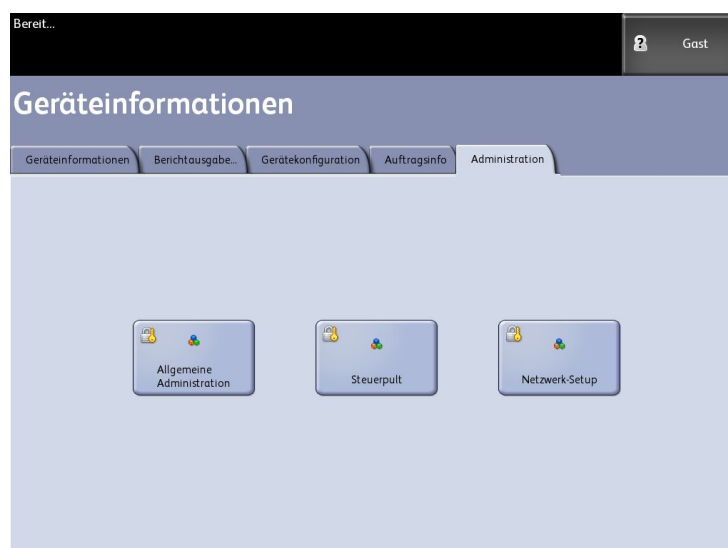 Bereit...
Gast
Geräteinformationen
Geräteinformationen Berichtausgabe... Gerätekonfiguration Auftragsinfo Administration
Allgemeine
Administration
Steuerpult
Netzwerk-Setup